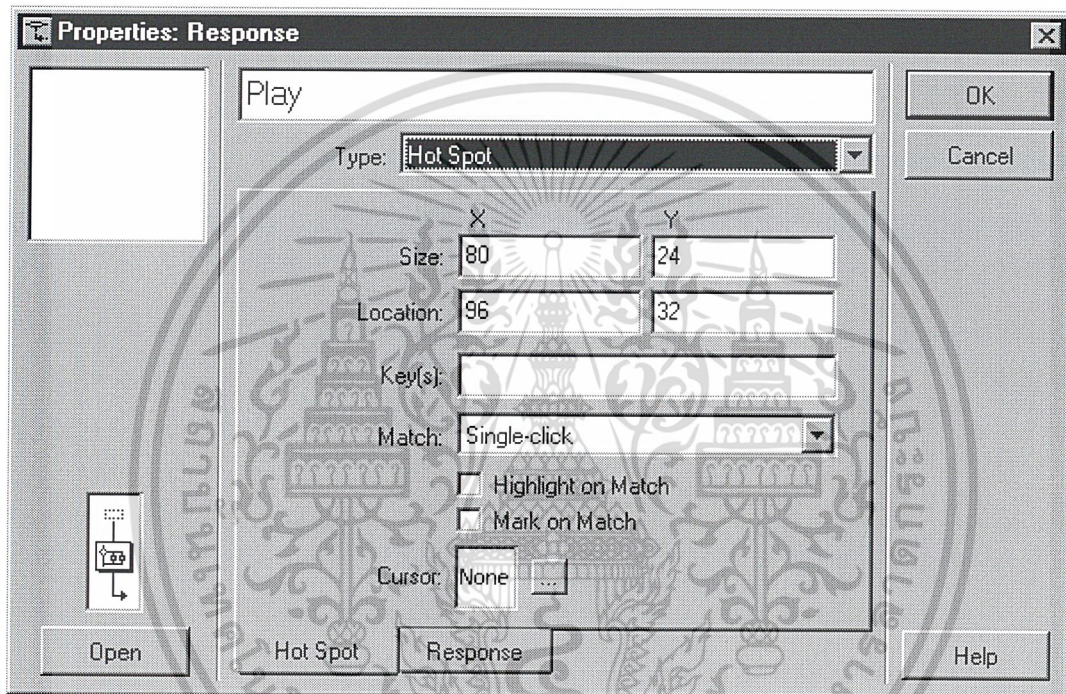 Properties: Response
Play
OK
Type: Hot Spot
Cancel
X Y
Size: 80 24
Location: 96 32
Key(s):
Match: Single-click
Highlight on Match
Mark on Match
Cursor: None ...
Open
Hot Spot Response
Help